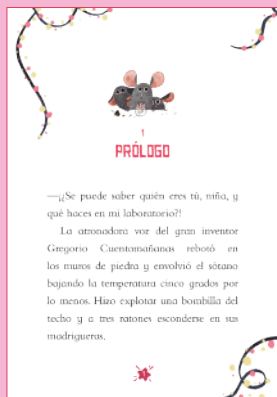 1
PRÓLOGO
—¡¿Se puede saber quién eres tú, niña, y
qué haces en mi laboratorio?!
La atronadora voz del gran inventor
Gregorio Cuentamañanas rebotó en
los muros de piedra y envolvió el sótano
bajando la temperatura cinco grados por
lo menos. Hizo explotar una bombilla del
techo y a tres ratones esconderse en sus
madrigueras.